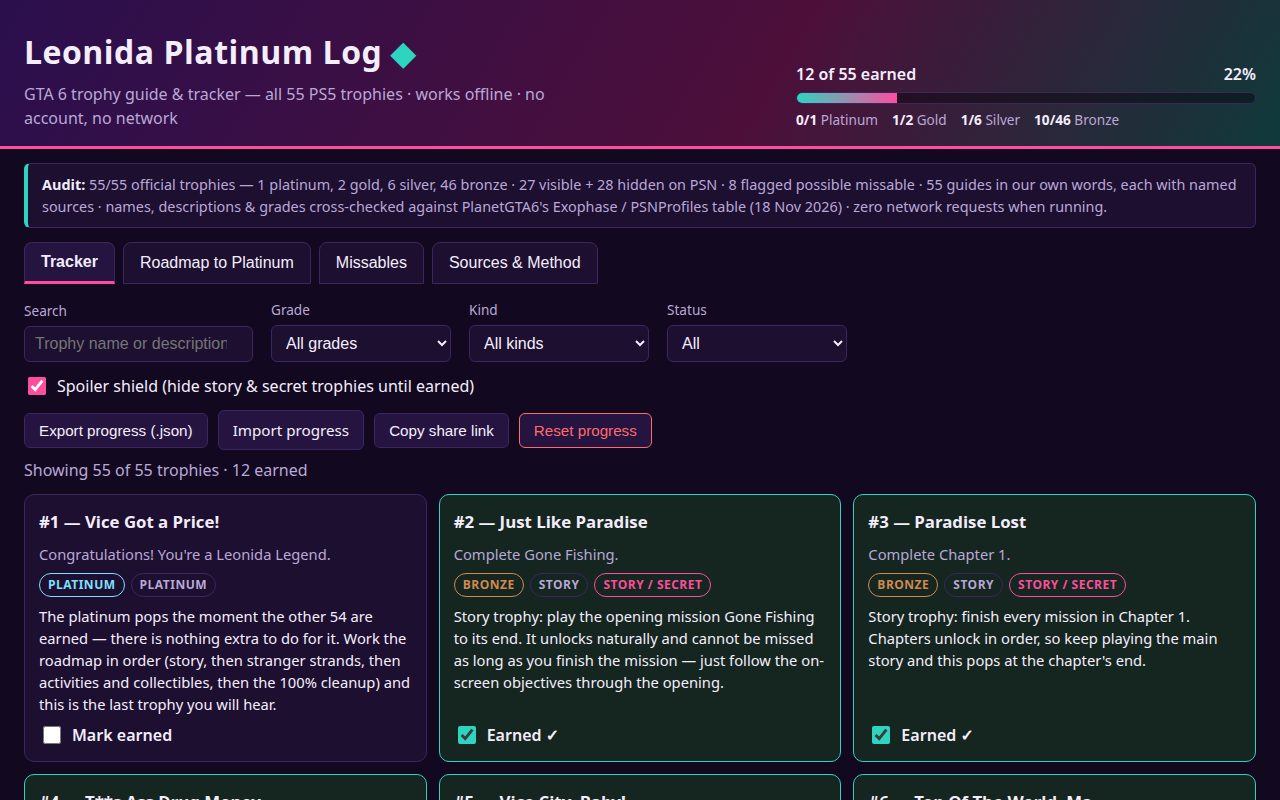 Leonida Platinum Log
GTA 6 trophy guide & tracker — all 55 PS5 trophies · works offline · no
account, no network
12 of 55 earned 22%
0/1 Platinum 1/2 Gold 1/6 Silver 10/46 Bronze
Audit: 55/55 official trophies — 1 platinum, 2 gold, 6 silver, 46 bronze · 27 visible + 28 hidden on PSN · 8 flagged possible missable · 55 guides in our own words, each with named
sources · names, descriptions & grades cross-checked against PlanetGTA6's Exophase / PSNProfiles table (18 Nov 2026) · zero network requests when running.
Tracker Roadmap to Platinum Missables Sources & Method
Search Grade Kind Status
Trophy name or description All grades All kinds All
Spoiler shield (hide story & secret trophies until earned)
Export progress (.json) Import progress Copy share link Reset progress
Showing 55 of 55 trophies · 12 earned
#1 — Vice Got a Price!
Congratulations! You're a Leonida Legend.
PLATINUM PLATINUM
The platinum pops the moment the other 54 are
earned — there is nothing extra to do for it. Work the
roadmap in order (story, then stranger strands, then
activities and collectibles, then the 100% cleanup) and
this is the last trophy you will hear.
Mark earned
#2 — Just Like Paradise
Complete Gone Fishing.
BRONZE STORY STORY / SECRET
Story trophy: play the opening mission Gone Fishing
to its end. It unlocks naturally and cannot be missed
as long as you finish the mission — just follow the on-
screen objectives through the opening.
Earned ✓
#3 — Paradise Lost
Complete Chapter 1.
BRONZE STORY STORY / SECRET
Story trophy: finish every mission in Chapter 1.
Chapters unlock in order, so keep playing the main
story and this pops at the chapter's end.
Earned ✓